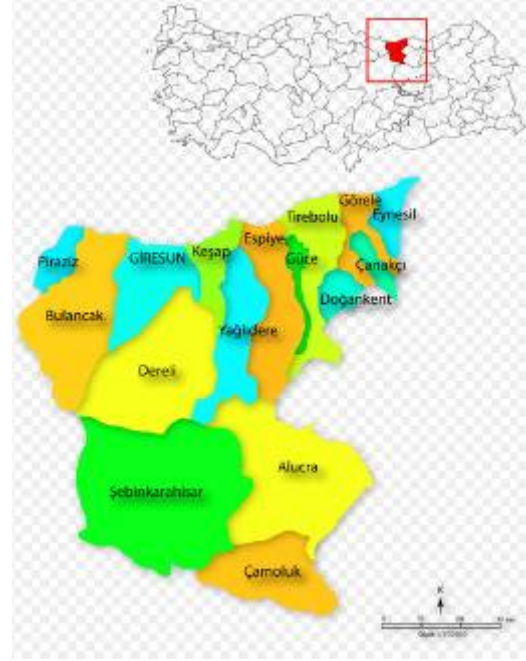 Görele
Tirebolu
Eynesil
Espiye
Keşap
GİRESUN
Piraziz
Güce
Çanakçı
Doğankent
Bulancak
Yağlıdere
Dereli
Alucra
Şebinkarahisar
Çamoluk
K